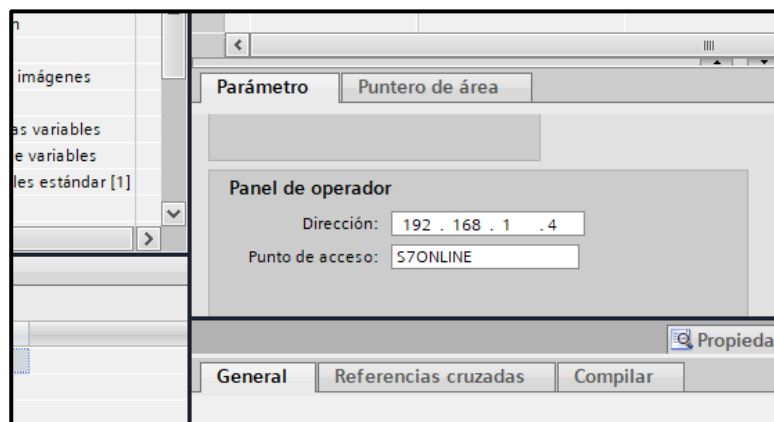 n
imágenes
as variables
e variables
les estándar [1]
Parámetro
Puntero de área
Panel de operador
Dirección: 192 . 168 . 1 . 4
Punto de acceso: S7ONLINE
Propieda
General
Referencias cruzadas
Compilar